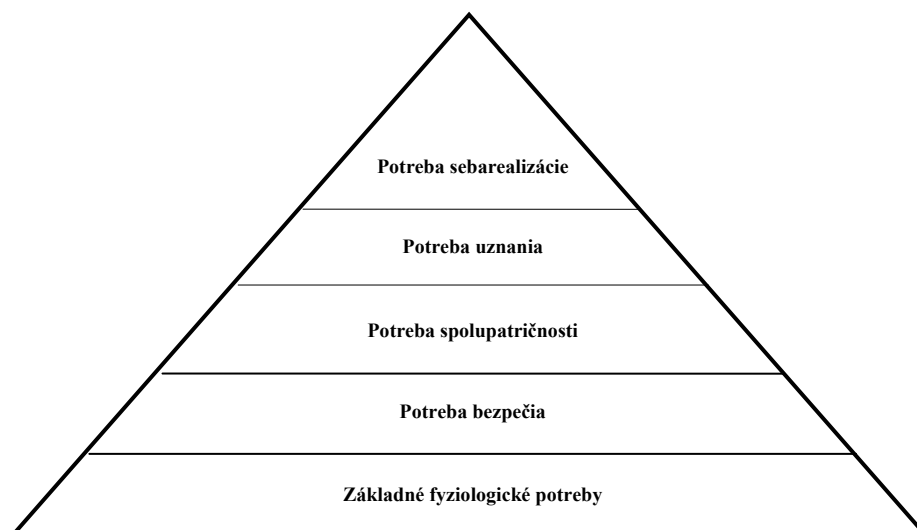 Potreba sebarealizácie
Potreba uznania
Potreba spolupatričnosti
Potreba bezpečia
Základné fyziologické potreby